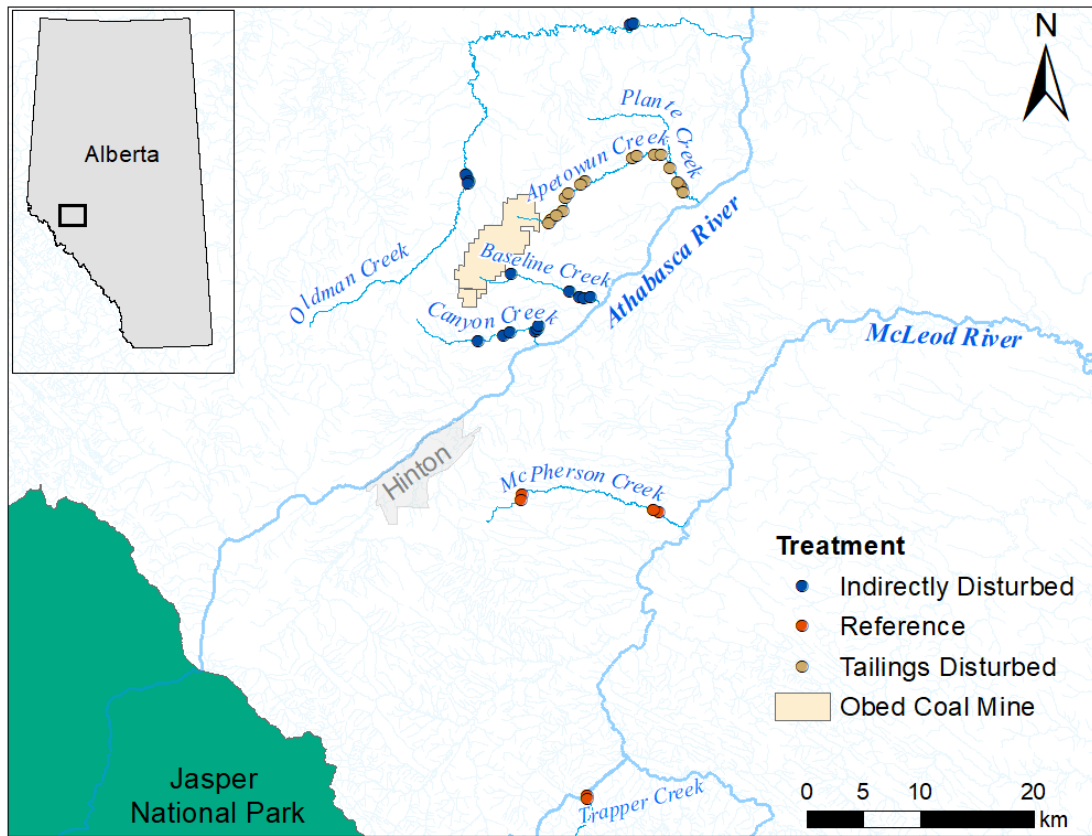 N
Alberta
Plante Creek
Apetowun Creek
Oldman Creek
Baseline Creek
Athabasca River
Canyon Creek
McLeod River
Hinton
McPherson Creek
Treatment
Indirectly Disturbed
Reference
Tailings Disturbed
Obed Coal Mine
Jasper
National Park
Trapper Creek
0 5 10 20
km